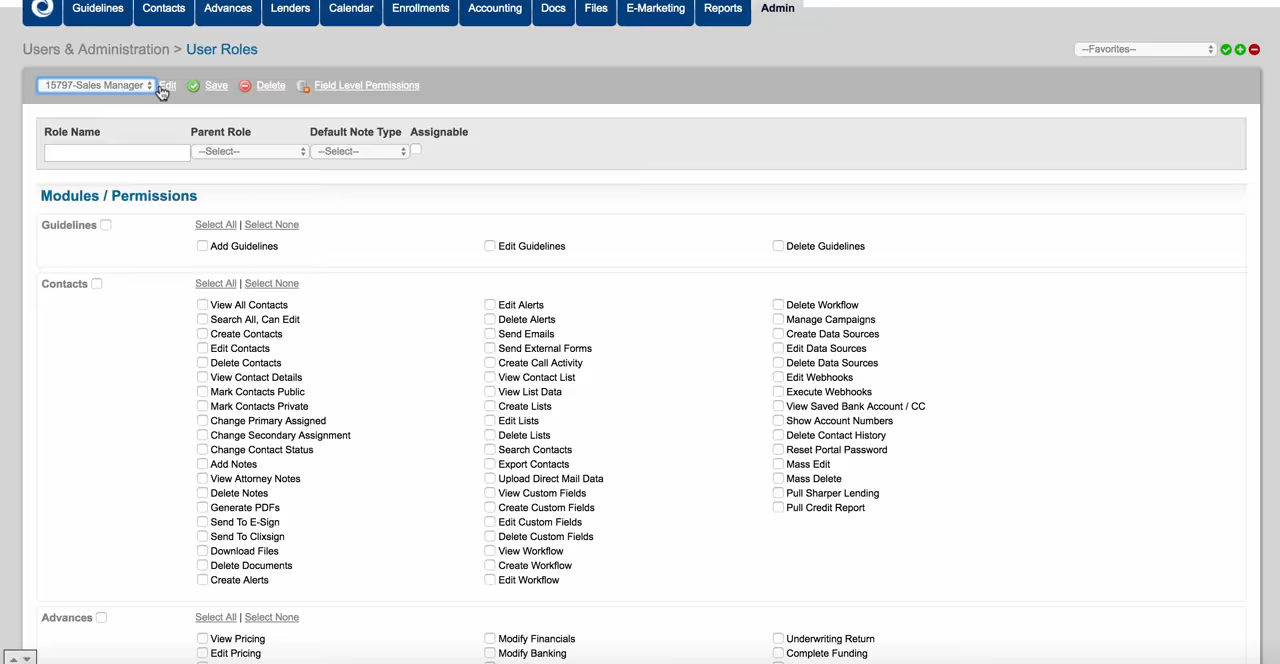 Guidelines Contacts Advances Lenders Calendar Enrollments Accounting Docs Files E-Marketing Reports Admin
Users & Administration > User Roles --Favorites--
15797-Sales Manager Edit Save Delete Field Level Permissions
Role Name Parent Role Default Note Type Assignable
--Select-- --Select--
Modules / Permissions
Guidelines Select All | Select None
Add Guidelines Edit Guidelines Delete Guidelines
Contacts Select All | Select None
View All Contacts Edit Alerts Delete Workflow
Search All, Can Edit Delete Alerts Manage Campaigns
Create Contacts Send Emails Create Data Sources
Edit Contacts Send External Forms Edit Data Sources
Delete Contacts Create Call Activity Delete Data Sources
View Contact Details View Contact List Edit Webhooks
Mark Contacts Public View List Data Execute Webhooks
Mark Contacts Private Create Lists View Saved Bank Account / CC
Change Primary Assigned Edit Lists Show Account Numbers
Change Secondary Assignment Delete Lists Delete Contact History
Change Contact Status Search Contacts Reset Portal Password
Add Notes Export Contacts Mass Edit
View Attorney Notes Upload Direct Mail Data Mass Delete
Delete Notes View Custom Fields Pull Sharper Lending
Generate PDFs Create Custom Fields Pull Credit Report
Send To E-Sign Edit Custom Fields
Send To Clixsign Delete Custom Fields
Download Files View Workflow
Delete Documents Create Workflow
Create Alerts Edit Workflow
Advances Select All | Select None
View Pricing Modify Financials Underwriting Return
Edit Pricing Modify Banking Complete Funding